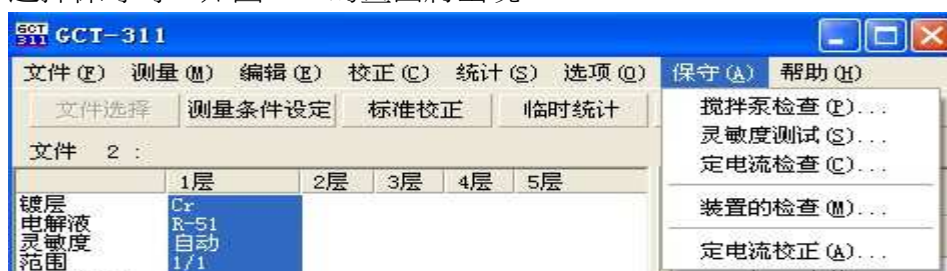 GCT-311
文件(F) 测量(M) 编辑(E) 校正(C) 统计(S) 选项(O) 保守(A) 帮助(H)
文件选择 测量条件设定 标准校正 临时统计
搅拌泵检查(P)...
灵敏度测试(S)...
定电流检查(C)...
装置的检查(M)...
定电流校正(A)...
文件 2 :
1层 2层 3层 4层 5层
镀层 Cr
电解液 R-51
灵敏度 自动
范围 1/1